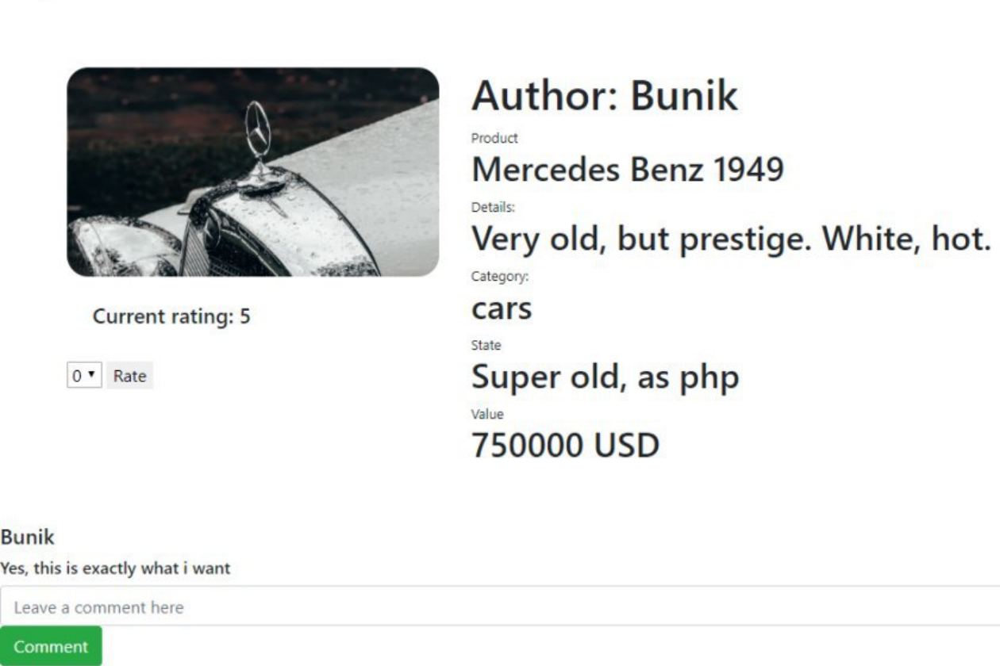 Author: Bunik
Product
Mercedes Benz 1949
Details:
Very old, but prestige. White, hot.
Category:
cars
State
Super old, as php
Value
750000 USD
Current rating: 5
0 Rate
Bunik
Yes, this is exactly what i want
Leave a comment here
Comment